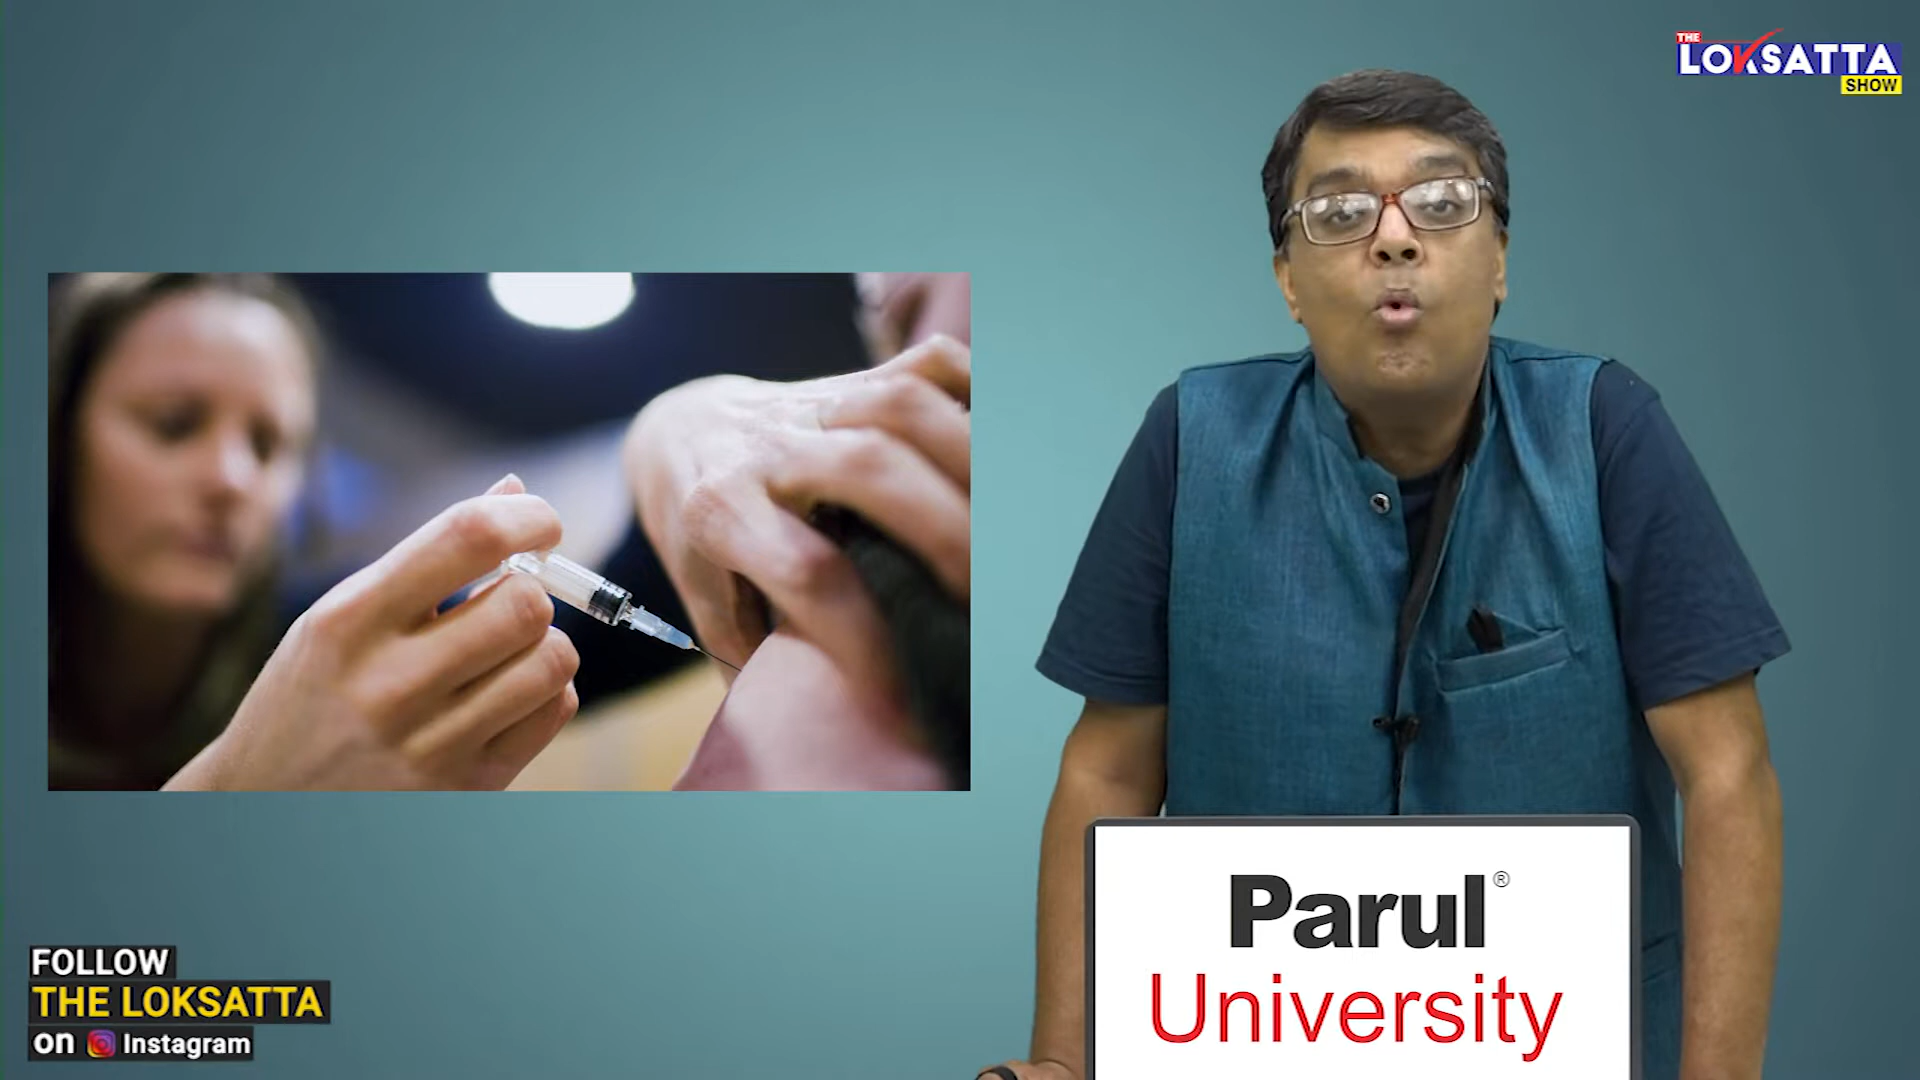 THE
LOKSATTA
SHOW
Parul®
University
FOLLOW
THE LOKSATTA
on Instagram